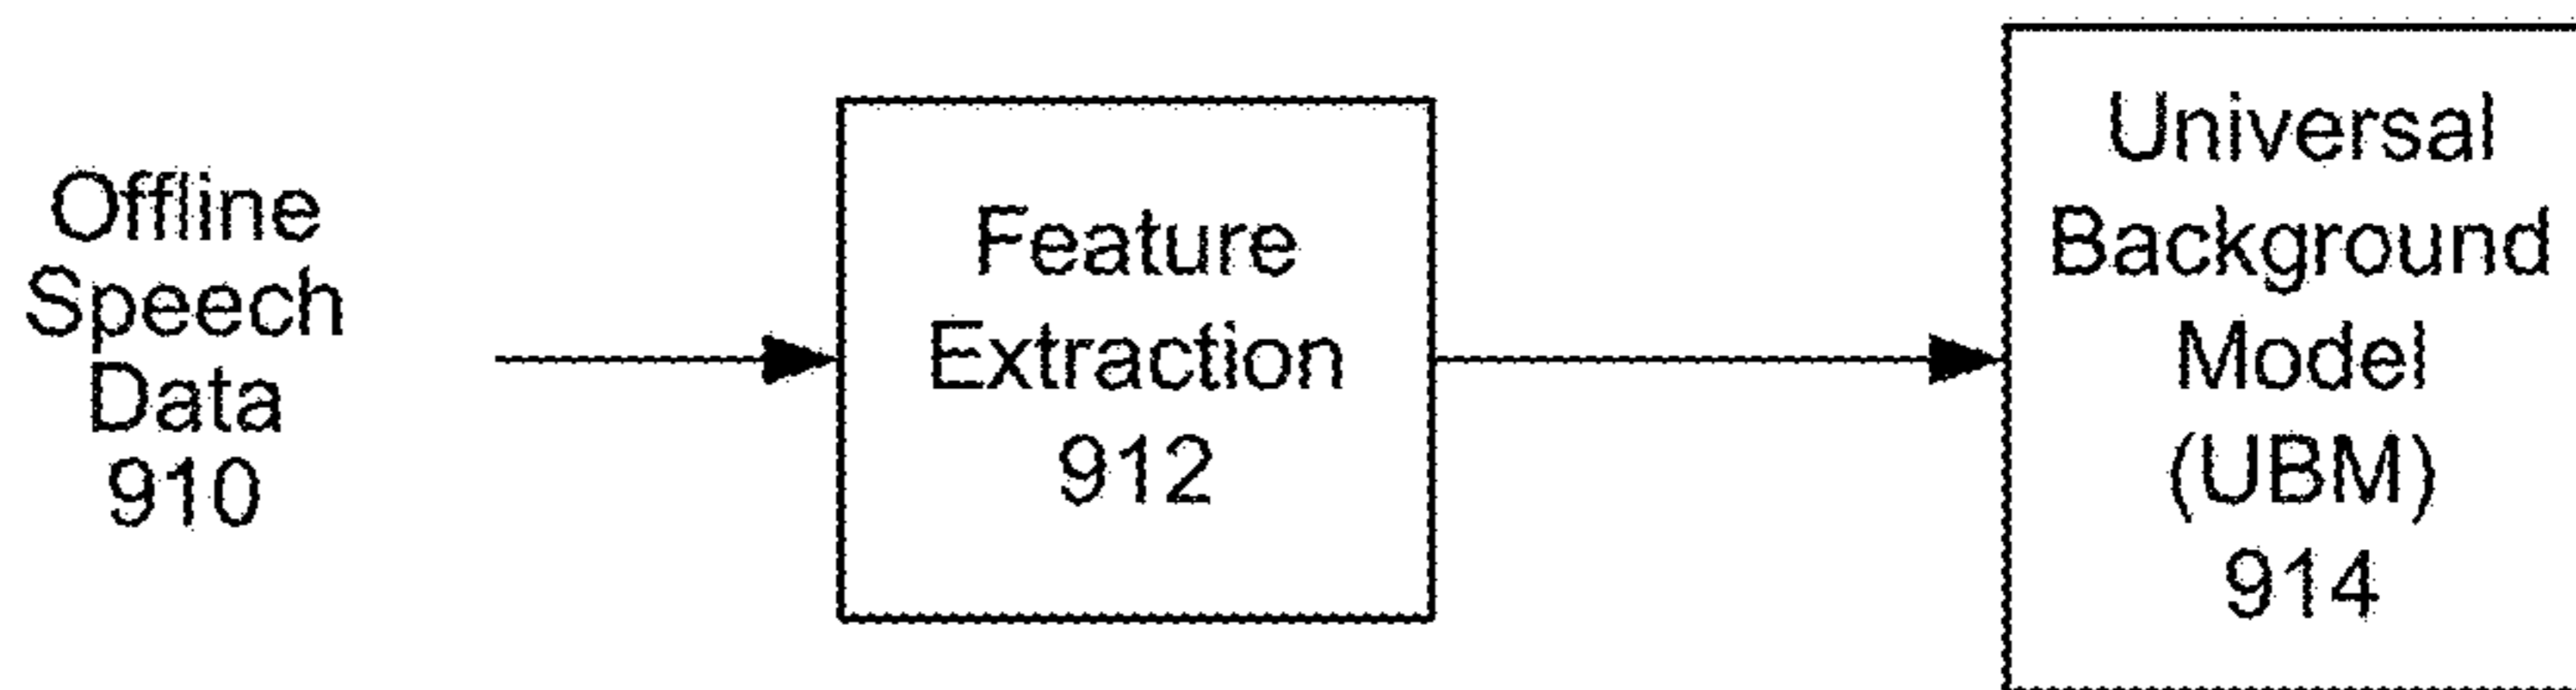 Offline
Speech
Data
910
Feature
Extraction
912
Universal
Background
Model
(UBM)
914